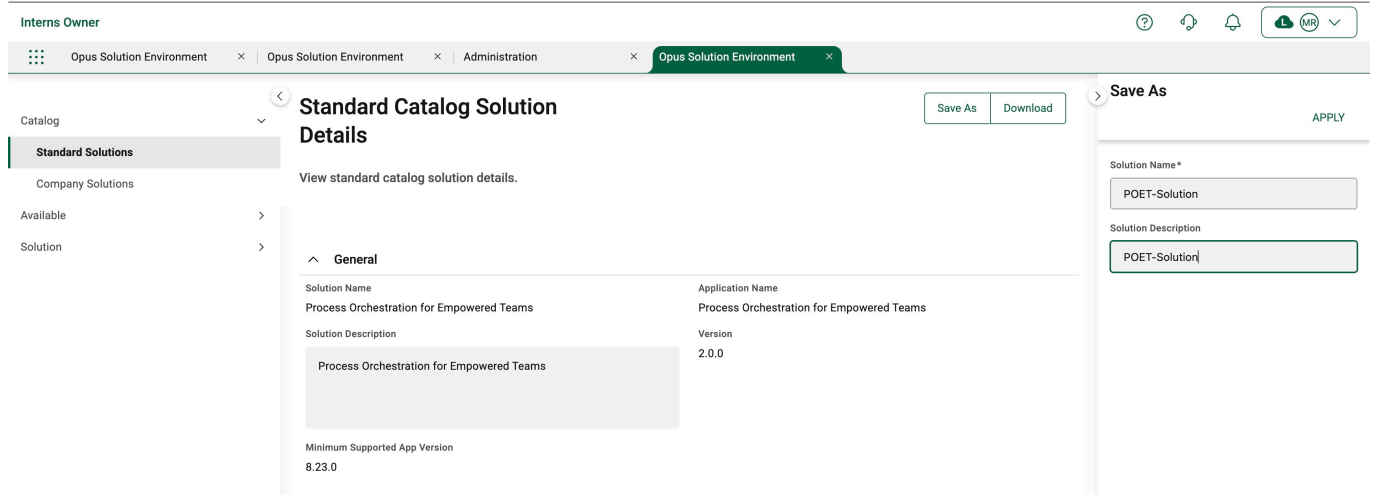 Interns Owner
L MR
Opus Solution Environment × Opus Solution Environment × Administration × Opus Solution Environment ×
Catalog
Standard Solutions
Company Solutions
Available
Solution
Standard Catalog Solution
Details
Save As Download
View standard catalog solution details.
General
Solution Name
Process Orchestration for Empowered Teams
Application Name
Process Orchestration for Empowered Teams
Solution Description
Process Orchestration for Empowered Teams
Version
2.0.0
Minimum Supported App Version
8.23.0
Save As
APPLY
Solution Name*
POET-Solution
Solution Description
POET-Solution